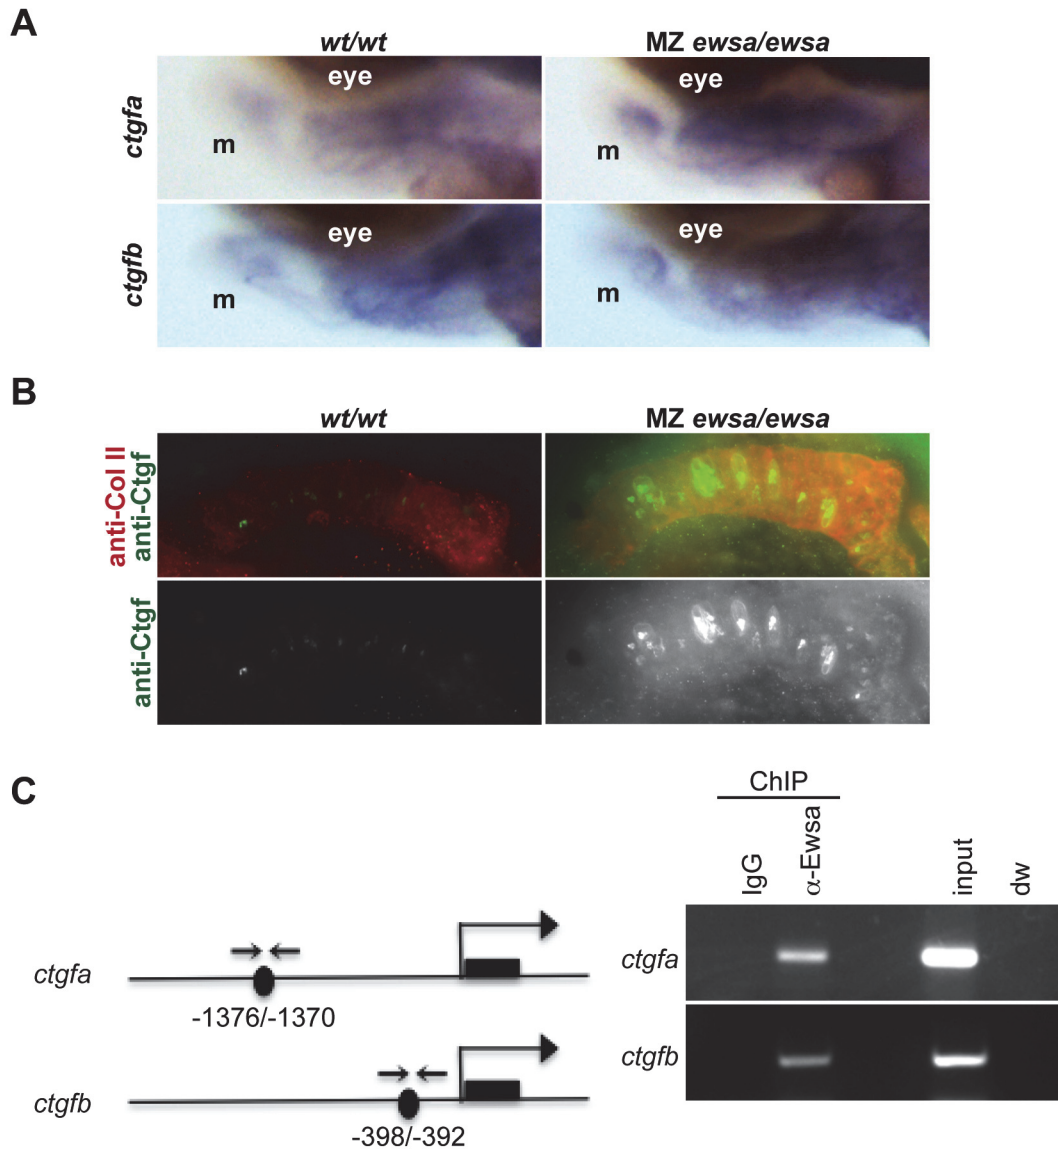 A
wt/wt
MZ ewsa/ewsa
ctgfa
eye
m
eye
m
ctgfb
eye
m
eye
m
B
wt/wt
MZ ewsa/ewsa
anti-Col II
anti-Ctgf
anti-Ctgf
C
ctgfa
-1376/-1370
ctgfb
-398/-392
ChIP
IgG
α-Ewsa
input
dw
ctgfa
ctgfb